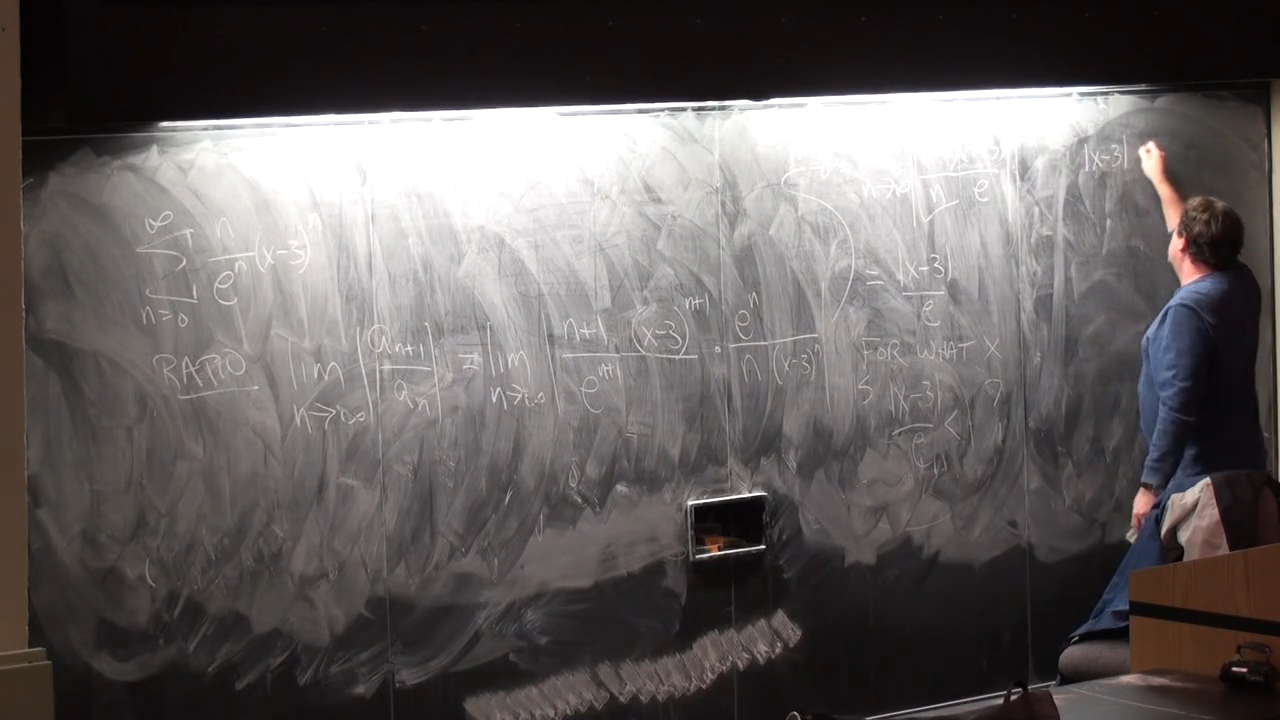 ∞
∑ n/eⁿ (x-3)ⁿ
n=0
RATIO lim n→∞ |aₙ₊₁/aₙ| = lim n→∞ | n+1 (x-3)ⁿ⁺¹ / eⁿ⁺¹ · eⁿ / n (x-3)ⁿ |
n→∞ | n e |
= |x-3| / e
FOR WHAT X
|x-3| / e < 1 ?
|x-3|